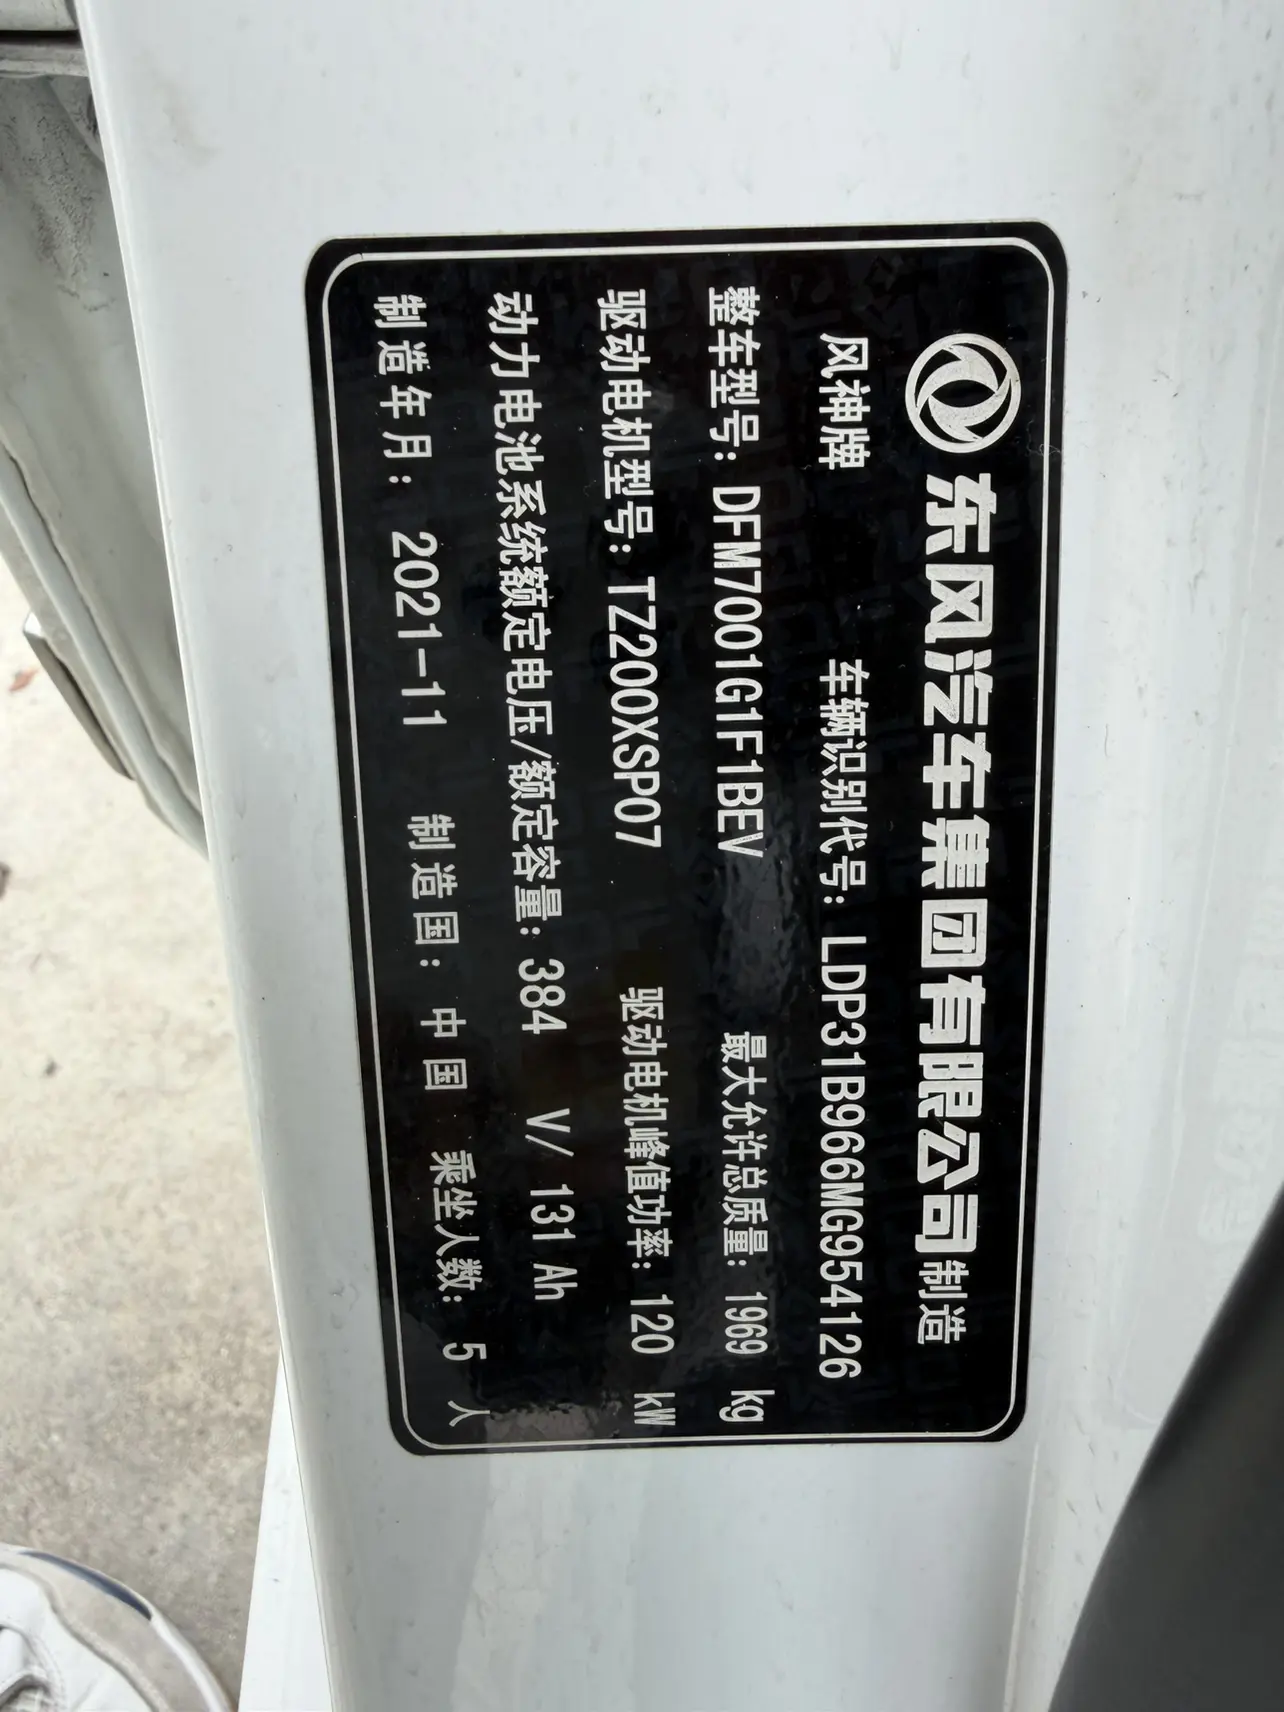 东风汽车集团有限公司制造
风神牌 车辆识别代号：LDP31B966MG954126
整车型号：DFM7001G1F1BEV 最大允许总质量：1969 kg
驱动电机型号：TZ200XSP07 驱动电机峰值功率：120 kW
动力电池系统额定电压/额定容量：384 V/ 131 Ah
制造年月： 2021-11 制造国： 中国 乘坐人数： 5 人